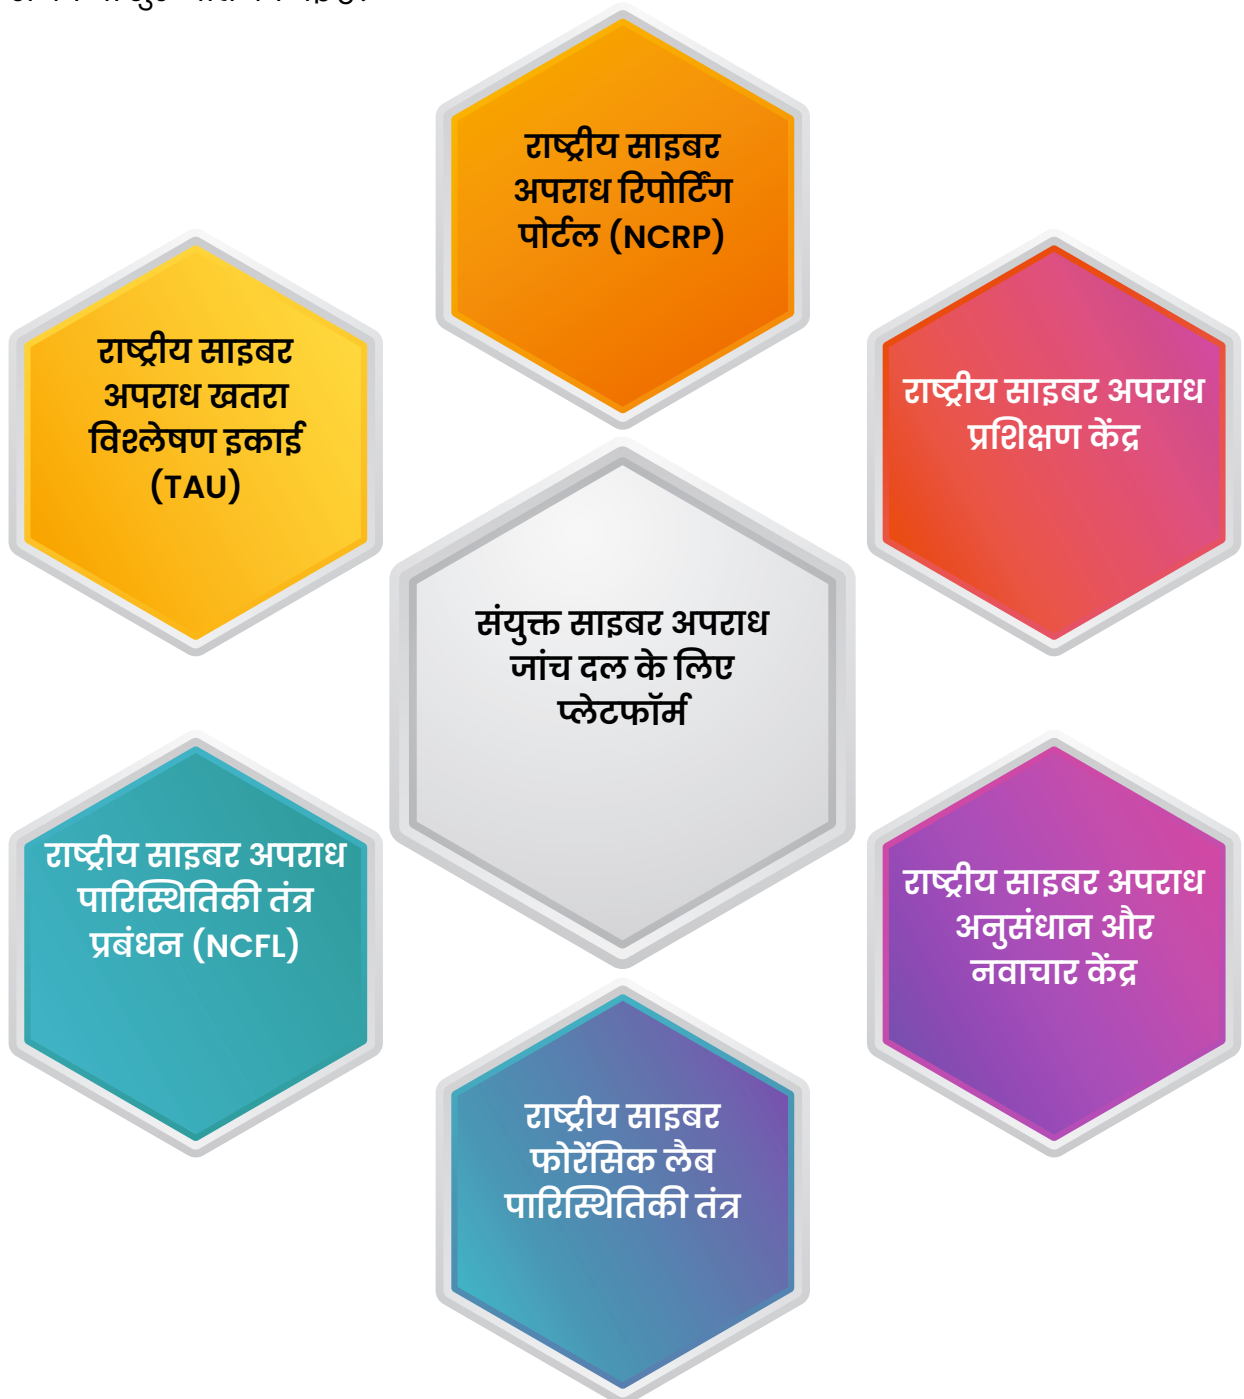 राष्ट्रीय साइबर
अपराध रिपोर्टिंग
पोर्टल (NCRP)
राष्ट्रीय साइबर
अपराध खतरा
विश्लेषण इकाई
(TAU)
राष्ट्रीय साइबर अपराध
प्रशिक्षण केंद्र
संयुक्त साइबर अपराध
जांच दल के लिए
प्लेटफॉर्म
राष्ट्रीय साइबर अपराध
पारिस्थितिकी तंत्र
प्रबंधन (NCFL)
राष्ट्रीय साइबर अपराध
अनुसंधान और
नवाचार केंद्र
राष्ट्रीय साइबर
फोरेंसिक लैब
पारिस्थितिकी तंत्र